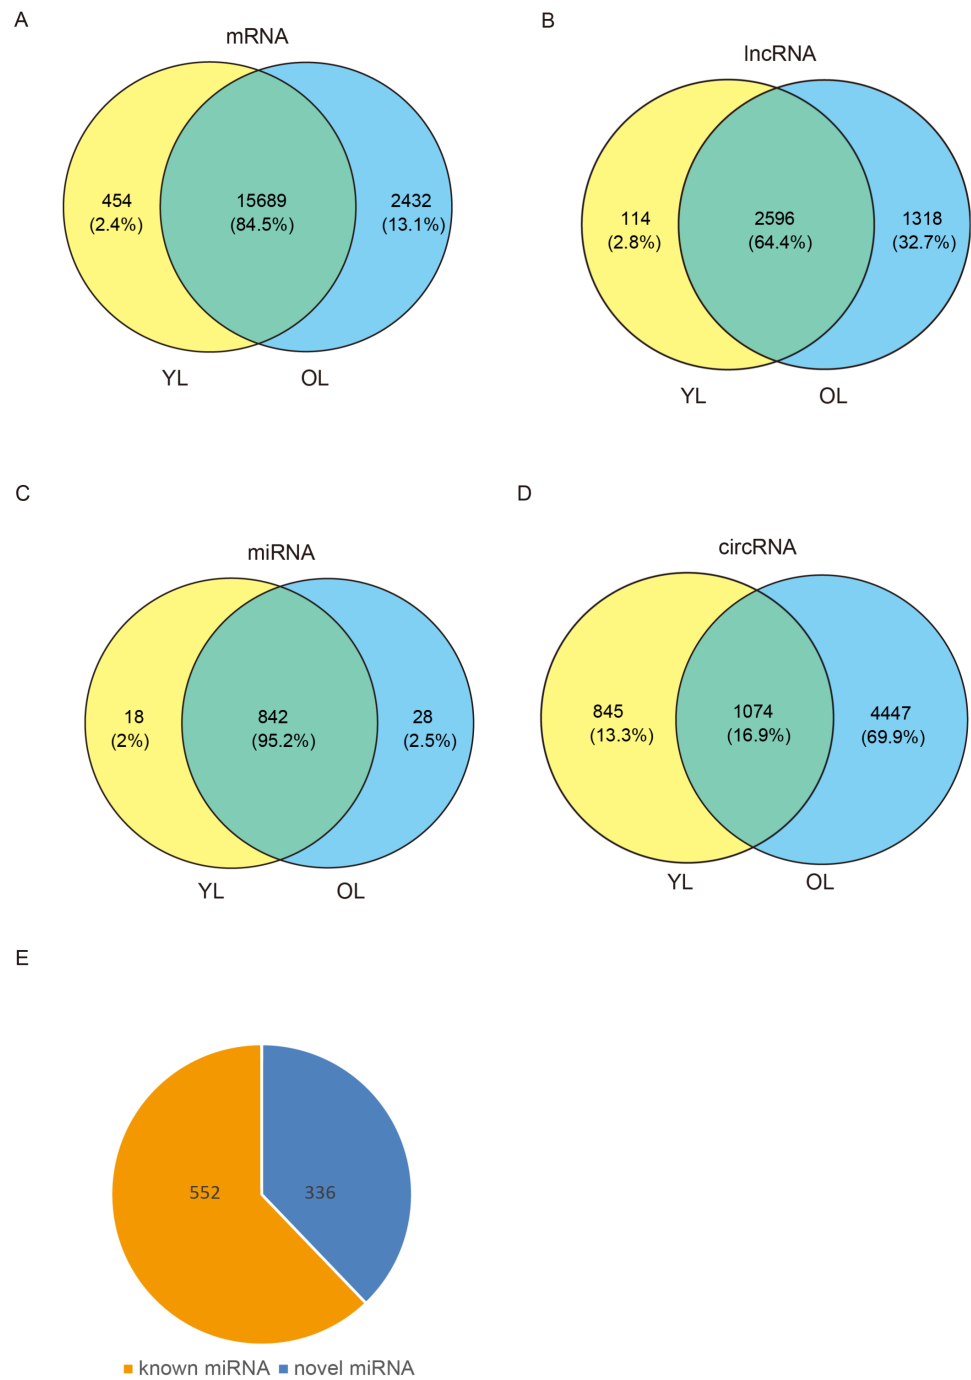 A
mRNA
454
(2.4%)
15689
(84.5%)
2432
(13.1%)
YL
OL
B
lncRNA
114
(2.8%)
2596
(64.4%)
1318
(32.7%)
YL
OL
C
miRNA
18
(2%)
842
(95.2%)
28
(2.5%)
YL
OL
D
circRNA
845
(13.3%)
1074
(16.9%)
4447
(69.9%)
YL
OL
E
552
336
known miRNA
novel miRNA